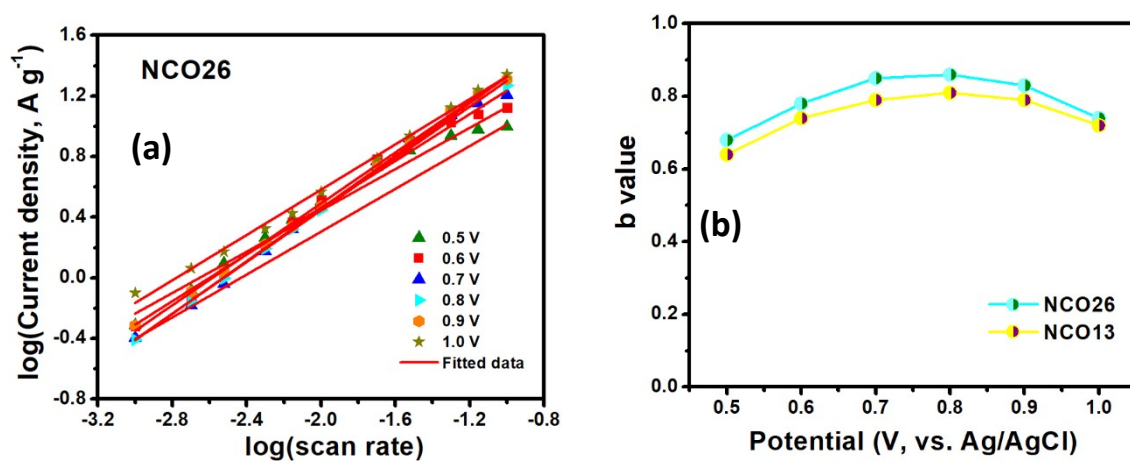 NCO26
(a)
log(Current density, A g-1)
1.6
1.2
0.8
0.4
0.0
-0.4
-0.8
0.5 V
0.6 V
0.7 V
0.8 V
0.9 V
1.0 V
Fitted data
-3.2 -2.8 -2.4 -2.0 -1.6 -1.2 -0.8
log(scan rate)
(b)
b value
1.0
0.8
0.6
0.4
0.2
0.0
NCO26
NCO13
0.5 0.6 0.7 0.8 0.9 1.0
Potential (V, vs. Ag/AgCl)